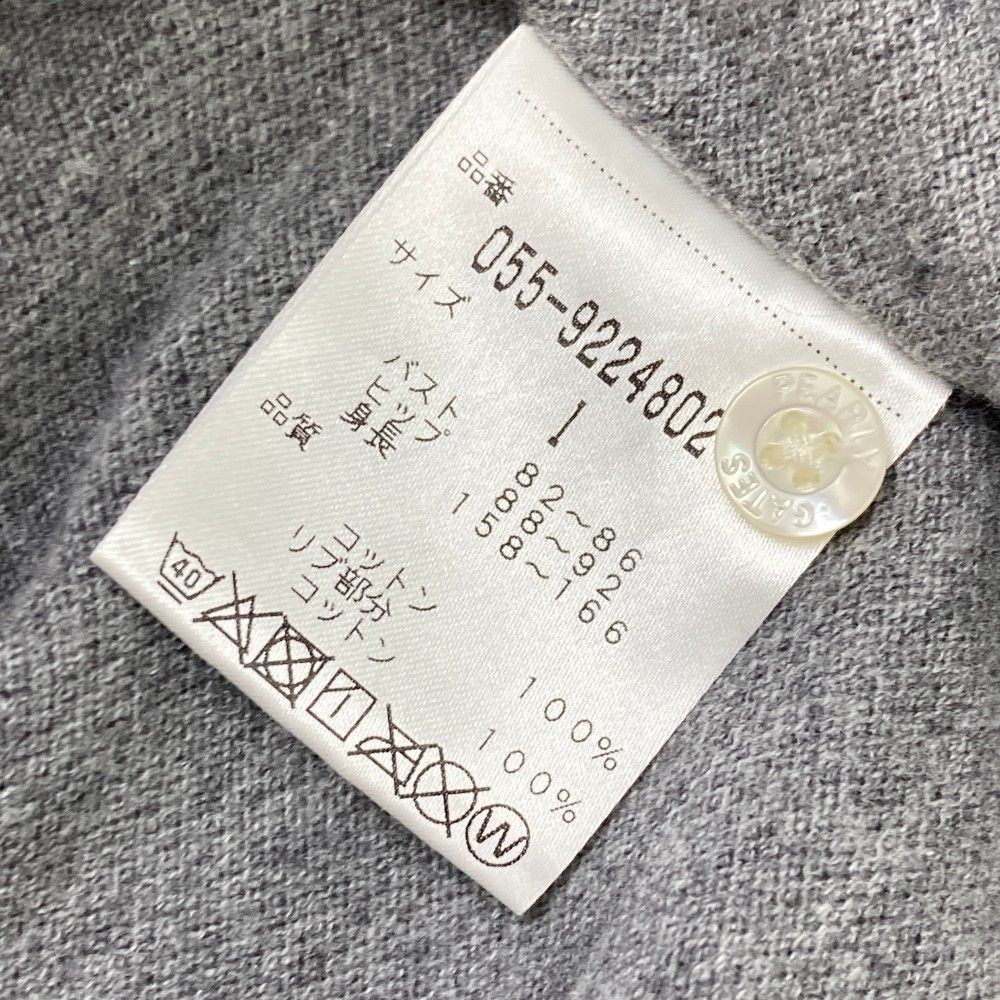 品番
055-9224802
サイズ 1
バスト 82～86
ヒップ 88～92
身長 158～166
品質
コットン 100%
リブ部分
コットン 100%
40
W
PEARLY GATES